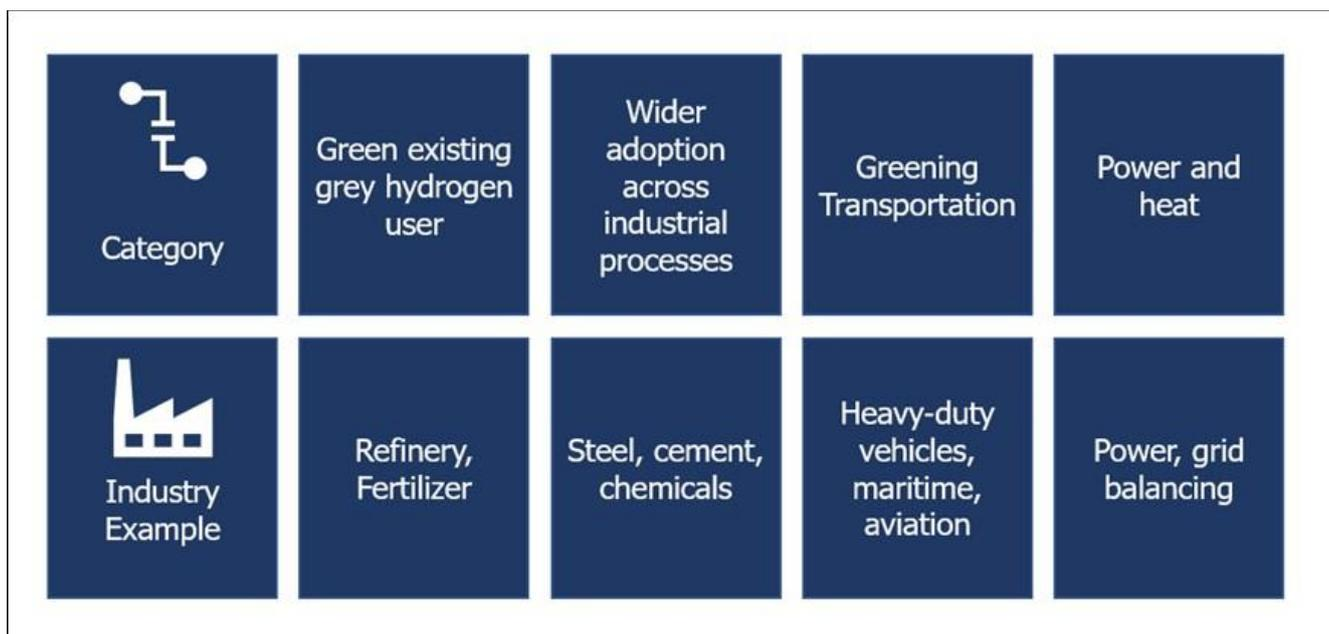 Category
Green existing
grey hydrogen
user
Wider
adoption
across
industrial
processes
Greening
Transportation
Power and
heat
Industry
Example
Refinery,
Fertilizer
Steel, cement,
chemicals
Heavy-duty
vehicles,
maritime,
aviation
Power, grid
balancing